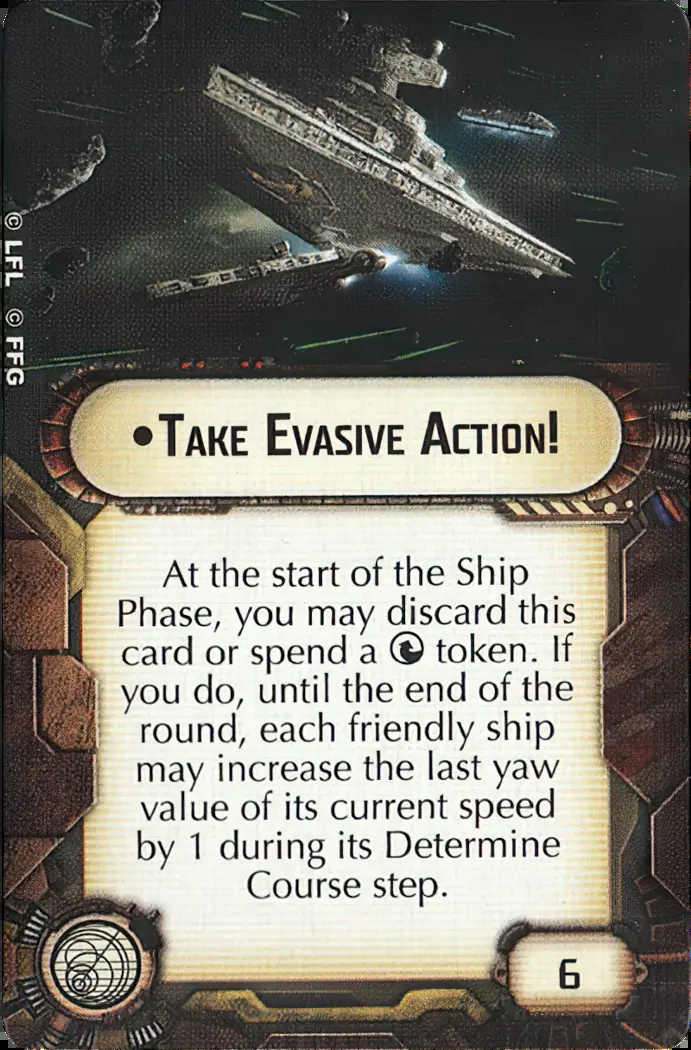 © LFL © FFG
•Take Evasive Action!
At the start of the Ship
Phase, you may discard this
card or spend a token. If
you do, until the end of the
round, each friendly ship
may increase the last yaw
value of its current speed
by 1 during its Determine
Course step.
6